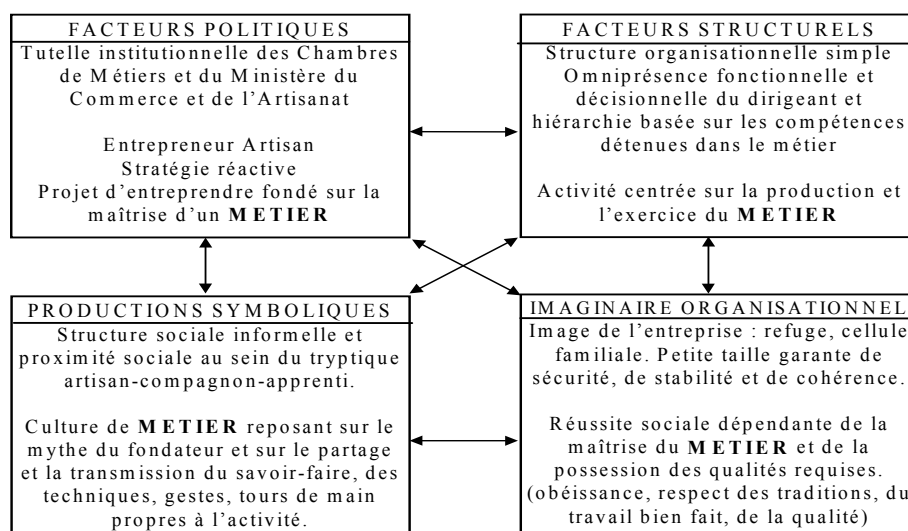 FACTEURS POLITIQUES
Tutelle institutionnelle des Chambres
de Métiers et du Ministère du
Commerce et de l'Artisanat
Entrepreneur Artisan
Stratégie réactive
Projet d'entreprendre fondé sur la
maîtrise d'un METIER
FACTEURS STRUCTURELS
Structure organisationnelle simple
Omniprésence fonctionnelle et
décisionnelle du dirigeant et
hiérarchie basée sur les compétences
détenues dans le métier
Activité centrée sur la production et
l'exercice du METIER
PRODUCTIONS SYMBOLIQUES
Structure sociale informelle et
proximité sociale au sein du tryptique
artisan-compagnon-apprenti.
Culture de METIER reposant sur le
mythe du fondateur et sur le partage
et la transmission du savoir-faire, des
techniques, gestes, tours de main
propres à l'activité.
IMAGINAIRE ORGANISATIONNEL
Image de l'entreprise : refuge, cellule
familiale. Petite taille garante de
sécurité, de stabilité et de cohérence.
Réussite sociale dépendante de la
maîtrise du METIER et de la
possession des qualités requises.
(obéissance, respect des traditions, du
travail bien fait, de la qualité)